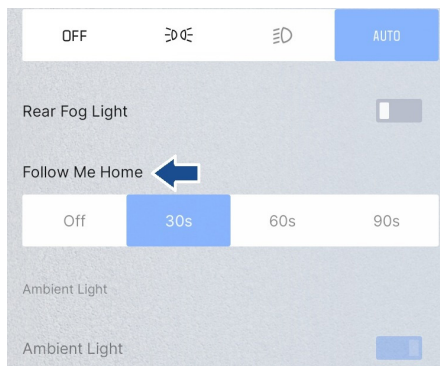 OFF
AUTO
Rear Fog Light
Follow Me Home
Off 30s 60s 90s
Ambient Light
Ambient Light